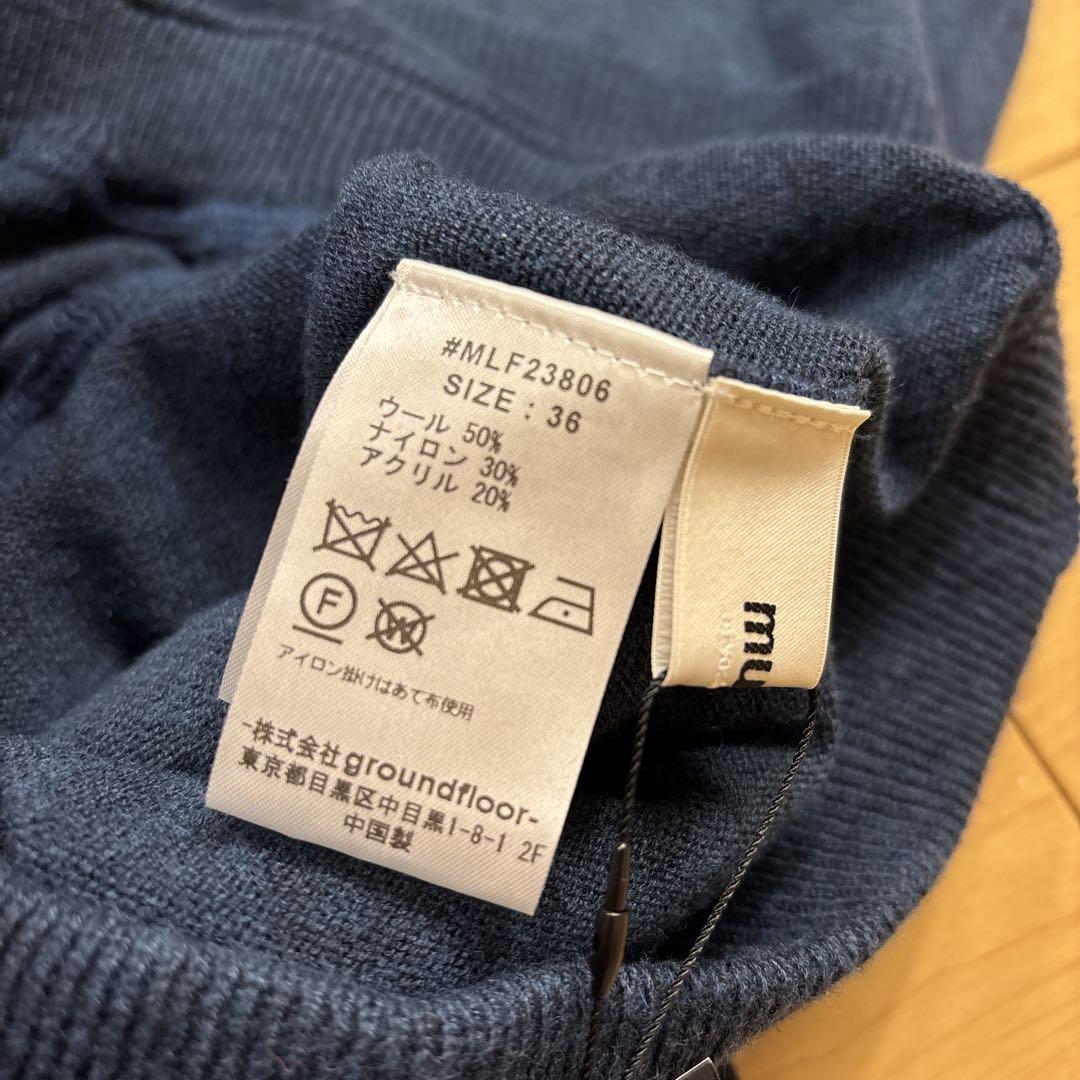 #MLF23806
SIZE : 36
ウール 50%
ナイロン 30%
アクリル 20%
F
W
アイロン掛けはあて布使用
-株式会社groundfloor-
東京都目黒区中目黒1-8-1 2F
中国製
mu